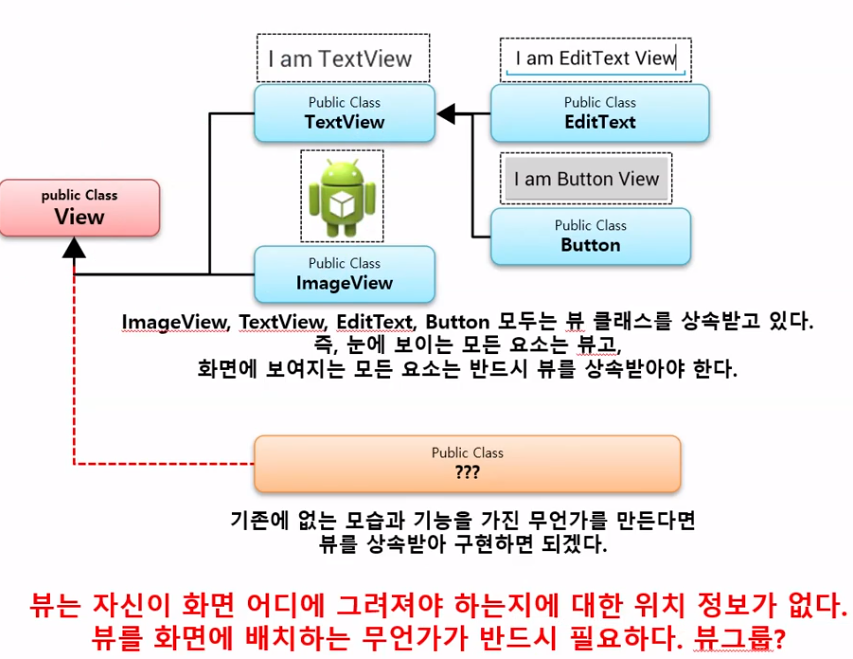 I am TextView
I am EditText View
Public Class
TextView
Public Class
EditText
I am Button View
public Class
View
Public Class
Button
Public Class
ImageView
ImageView, TextView, EditText, Button 모두는 뷰 클래스를 상속받고 있다.
즉, 눈에 보이는 모든 요소는 뷰고,
화면에 보여지는 모든 요소는 반드시 뷰를 상속받아야 한다.
Public Class
???
기존에 없는 모습과 기능을 가진 무언가를 만든다면
뷰를 상속받아 구현하면 되겠다.
뷰는 자신이 화면 어디에 그려져야 하는지에 대한 위치 정보가 없다.
뷰를 화면에 배치하는 무언가가 반드시 필요하다. 뷰그룹?